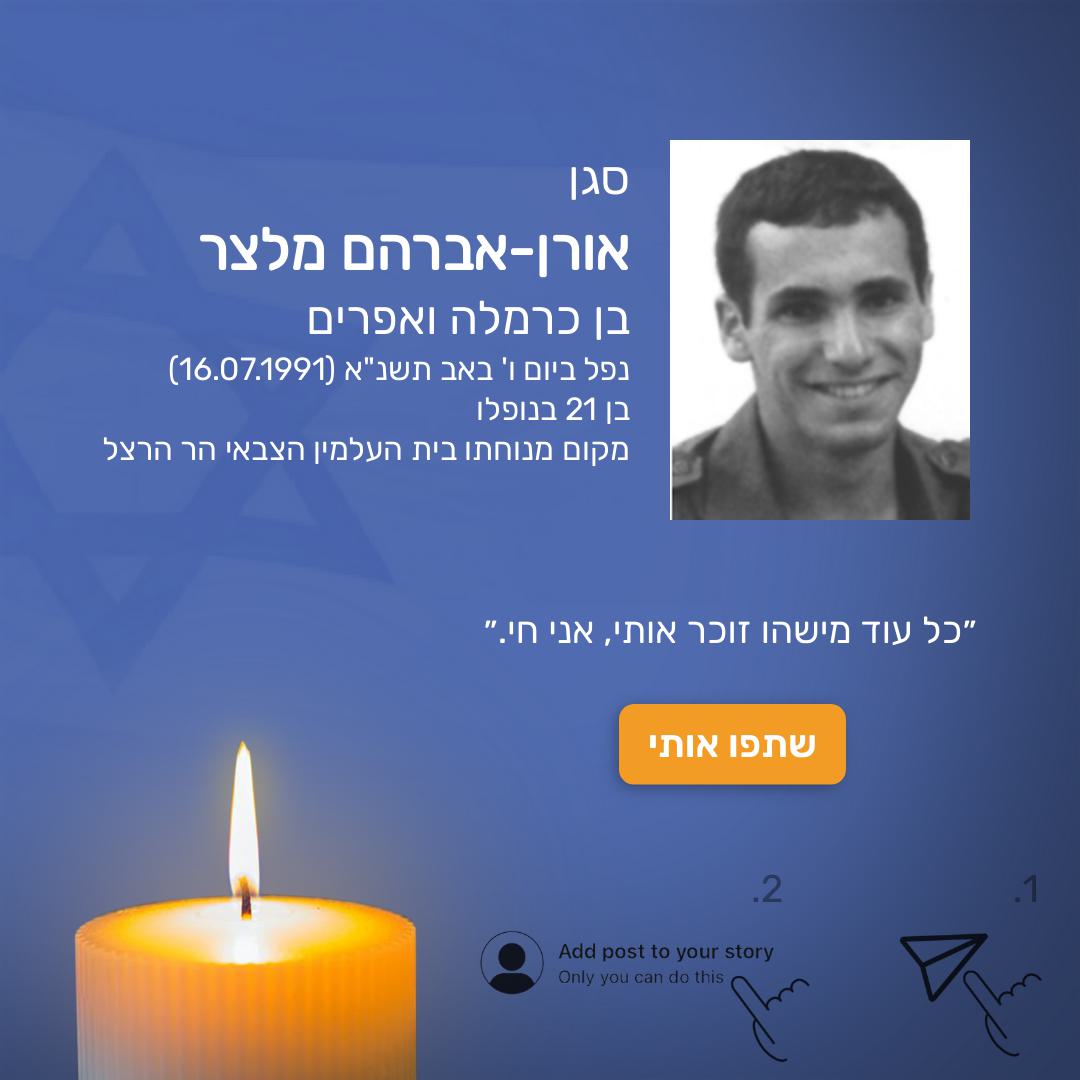 סגן
אורן-אברהם מלצר
בן כרמלה ואפרים
נפל ביום ו' באב תשנ"א (16.07.1991)
בן 21 בנופלו
מקום מנוחתו בית העלמין הצבאי הר הרצל
״כל עוד מישהו זוכר אותי, אני חי.״
שתפו אותי
.1
.2
Add post to your story
Only you can do this